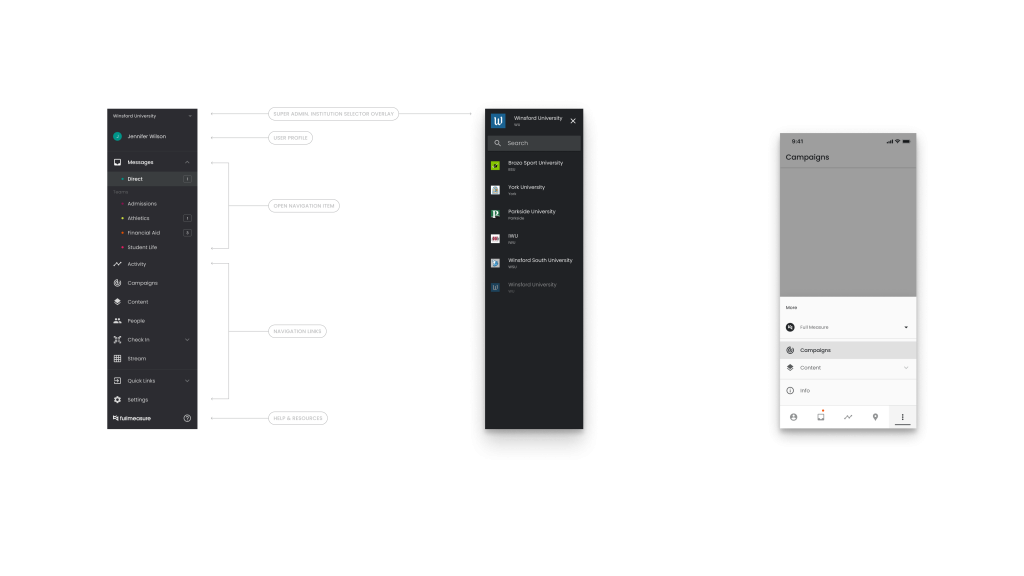 Winsford University
Jennifer Wilson
Messages
Direct
1
Teams
Admissions
Athletics
1
Financial Aid
5
Student Life
Activity
Campaigns
Content
People
Check In
Stream
Quick Links
Settings
fullmeasure
SUPER ADMIN: INSTITUTION SELECTOR OVERLAY
USER PROFILE
OPEN NAVIGATION ITEM
NAVIGATION LINKS
HELP & RESOURCES
Winsford University
WU
Search
Brazo Sport University
BSU
York University
York
Parkside University
Parkside
IWU
IWU
Winsford South University
WSU
Winsford University
WU
9:41
Campaigns
More
Full Measure
Campaigns
Content
Info